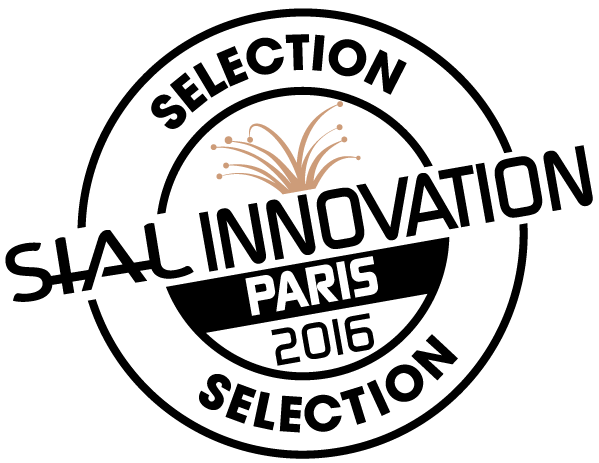 SELECTION
SIAL INNOVATION
PARIS
2016
SELECTION